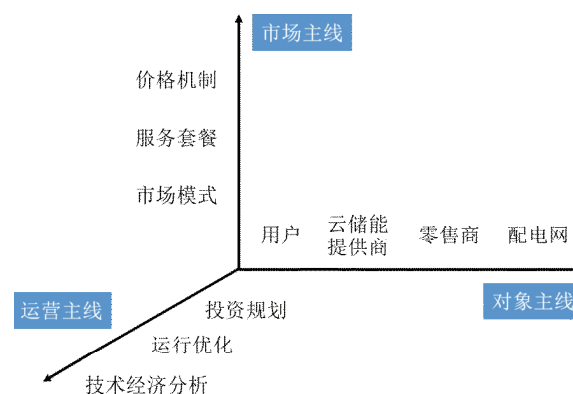 市场主线
价格机制
服务套餐
市场模式
用户
云储能
提供商
零售商
配电网
运营主线
对象主线
投资规划
运行优化
技术经济分析